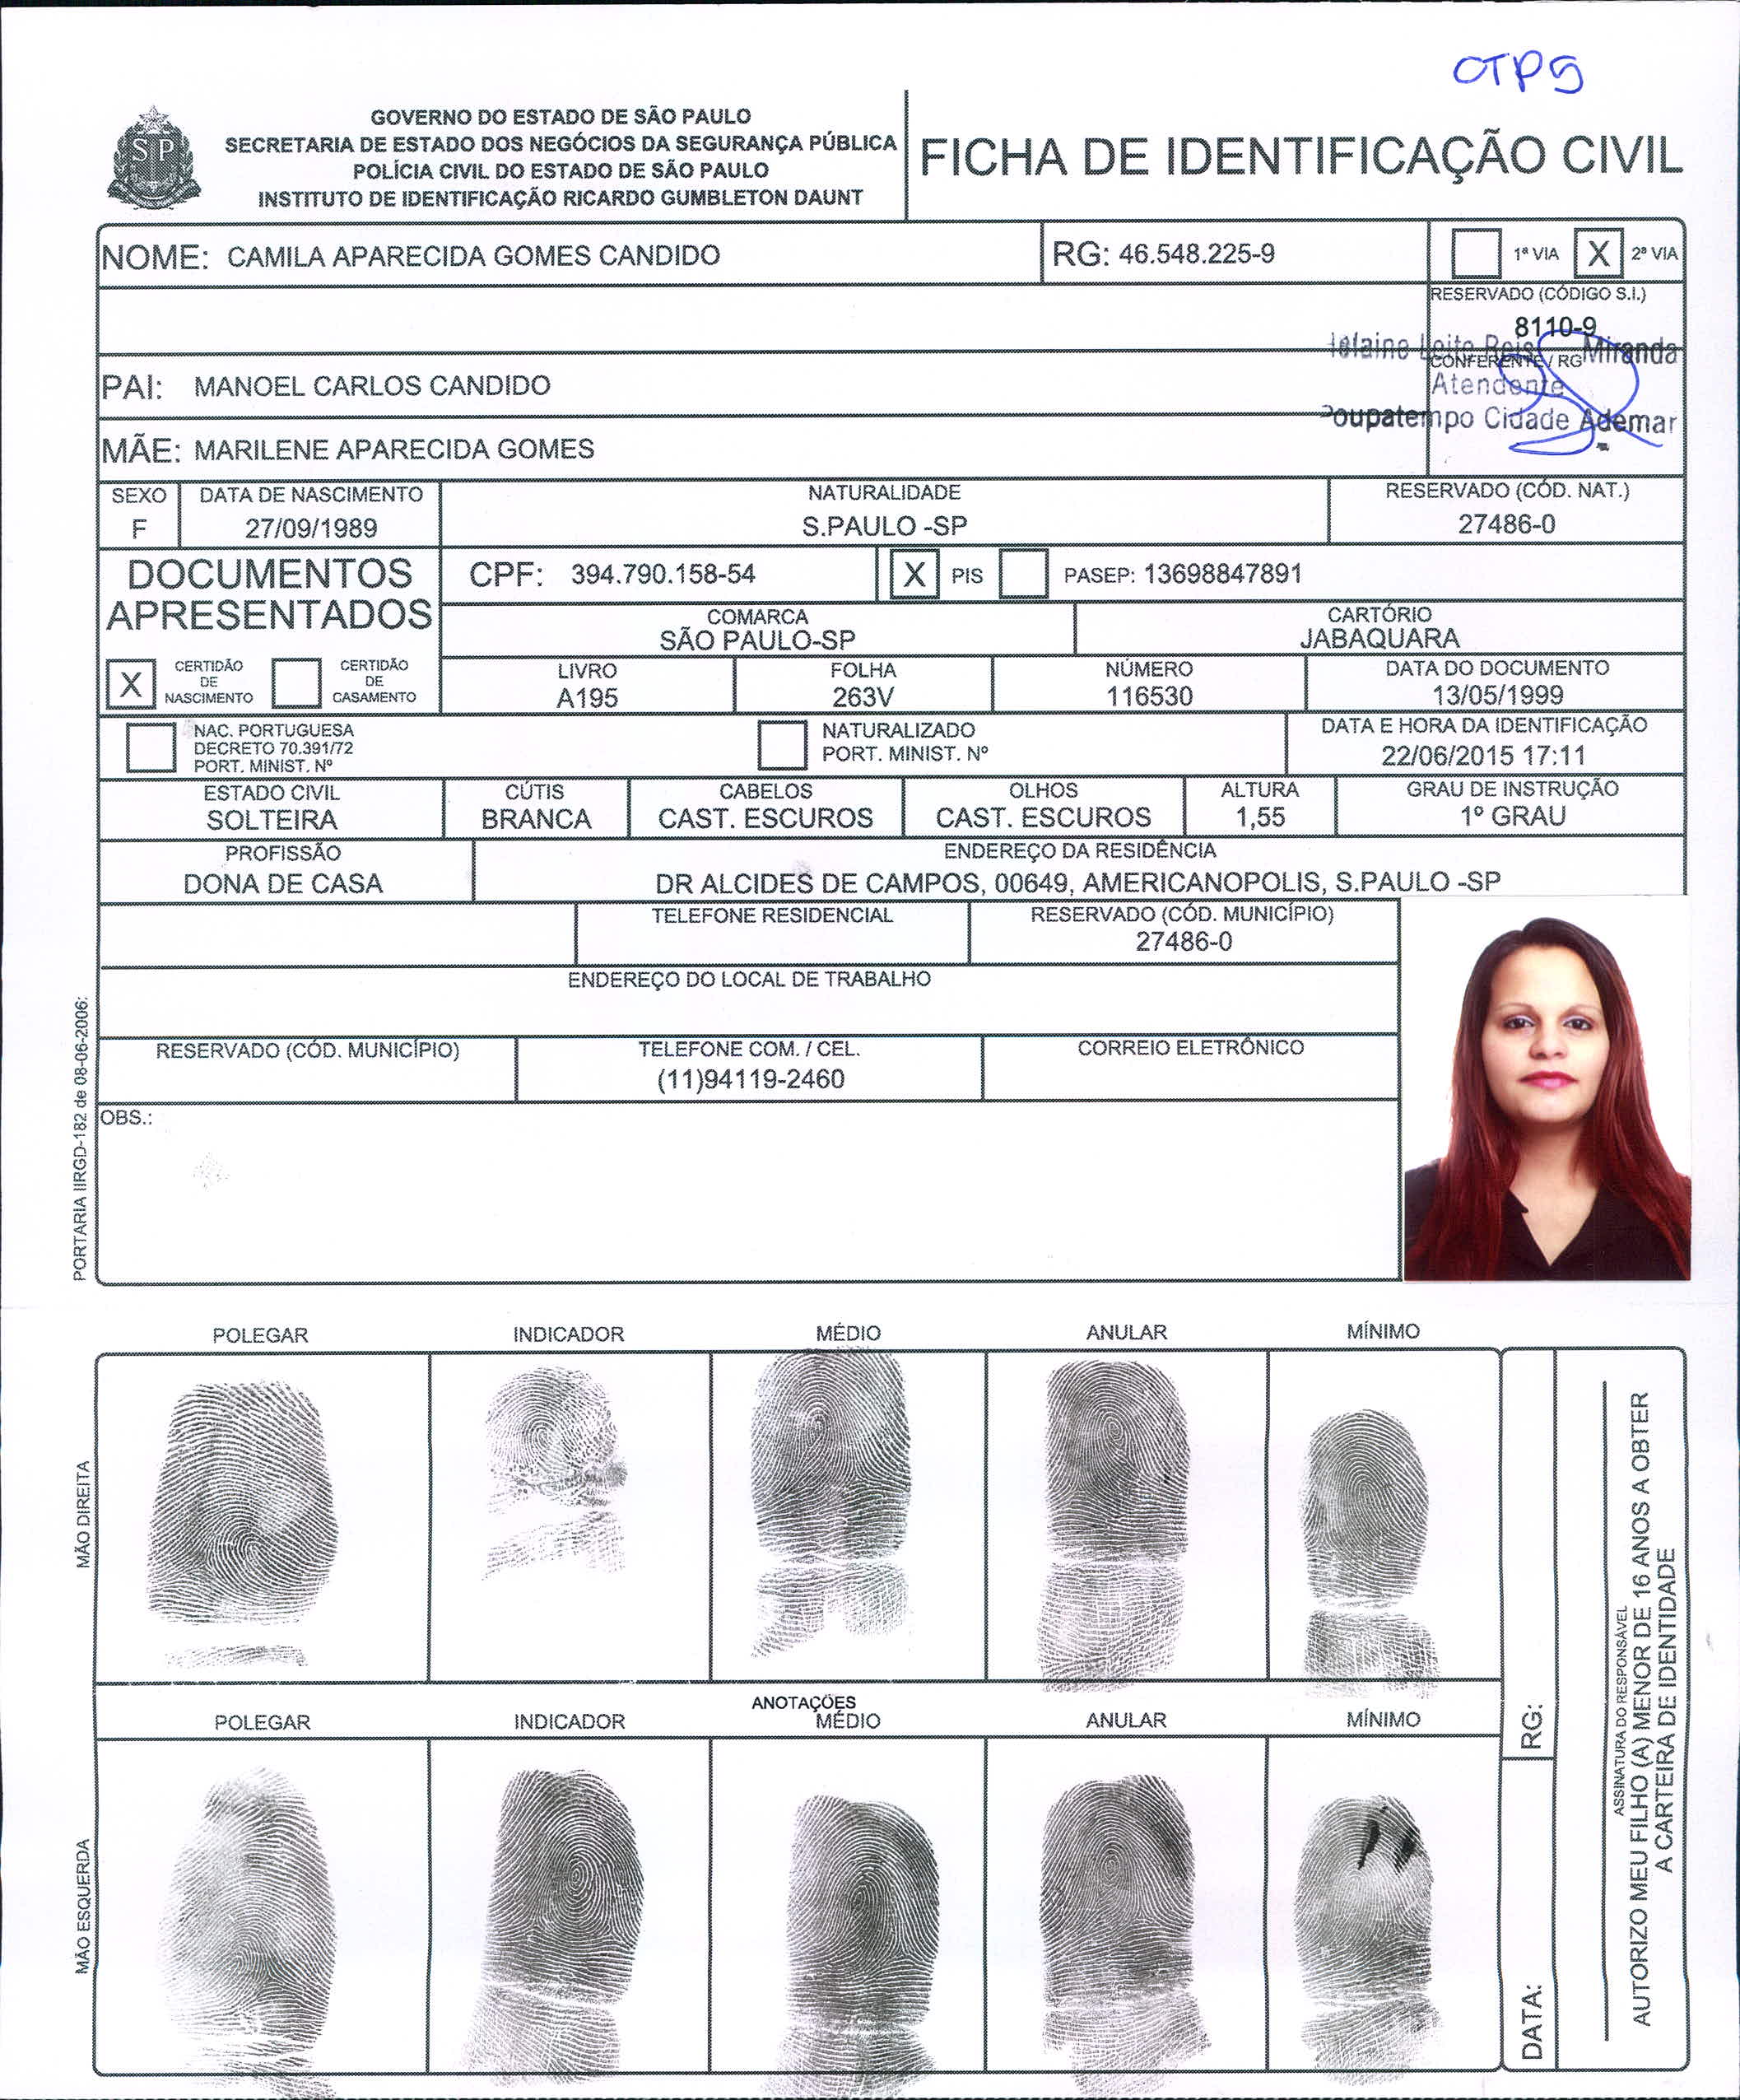 OTP5
GOVERNO DO ESTADO DE SÃO PAULO
SECRETARIA DE ESTADO DOS NEGÓCIOS DA SEGURANÇA PÚBLICA
POLÍCIA CIVIL DO ESTADO DE SÃO PAULO
INSTITUTO DE IDENTIFICAÇÃO RICARDO GUMBLETON DAUNT
SP
FICHA DE IDENTIFICAÇÃO CIVIL
NOME: CAMILA APARECIDA GOMES CANDIDO
RG: 46.548.225-9
1ª VIA X 2ª VIA
RESERVADO (CÓDIGO S.I.)
8110-9
Leite Reis Miranda
CONFERENTE / RG
Atendente
Poupatempo Cidade Ademar
PAI: MANOEL CARLOS CANDIDO
MÃE: MARILENE APARECIDA GOMES
SEXO
F
DATA DE NASCIMENTO
27/09/1989
NATURALIDADE
S.PAULO -SP
RESERVADO (CÓD. NAT.)
27486-0
DOCUMENTOS
APRESENTADOS
CPF: 394.790.158-54
X PIS PASEP: 13698847891
COMARCA
SÃO PAULO-SP
CARTÓRIO
JABAQUARA
X CERTIDÃO
DE
NASCIMENTO
CERTIDÃO
DE
CASAMENTO
LIVRO
A195
FOLHA
263V
NÚMERO
116530
DATA DO DOCUMENTO
13/05/1999
NAC. PORTUGUESA
DECRETO 70.391/72
PORT. MINIST. Nº
NATURALIZADO
PORT. MINIST. Nº
DATA E HORA DA IDENTIFICAÇÃO
22/06/2015 17:11
ESTADO CIVIL
SOLTEIRA
CÚTIS
BRANCA
CABELOS
CAST. ESCUROS
OLHOS
CAST. ESCUROS
ALTURA
1,55
GRAU DE INSTRUÇÃO
1º GRAU
PROFISSÃO
DONA DE CASA
ENDEREÇO DA RESIDÊNCIA
DR ALCIDES DE CAMPOS, 00649, AMERICANOPOLIS, S.PAULO -SP
TELEFONE RESIDENCIAL
RESERVADO (CÓD. MUNICÍPIO)
27486-0
ENDEREÇO DO LOCAL DE TRABALHO
RESERVADO (CÓD. MUNICÍPIO)
TELEFONE COM. / CEL.
(11)94119-2460
CORREIO ELETRÔNICO
OBS.:
PORTARIA IIRGD-182 de 08-06-2006:
POLEGAR INDICADOR MÉDIO ANULAR MÍNIMO
MÃO DIREITA
ANOTAÇÕES
POLEGAR INDICADOR MÉDIO ANULAR MÍNIMO
MÃO ESQUERDA
RG:
DATA:
ASSINATURA DO RESPONSÁVEL
AUTORIZO MEU FILHO (A) MENOR DE 16 ANOS A OBTER
A CARTEIRA DE IDENTIDADE